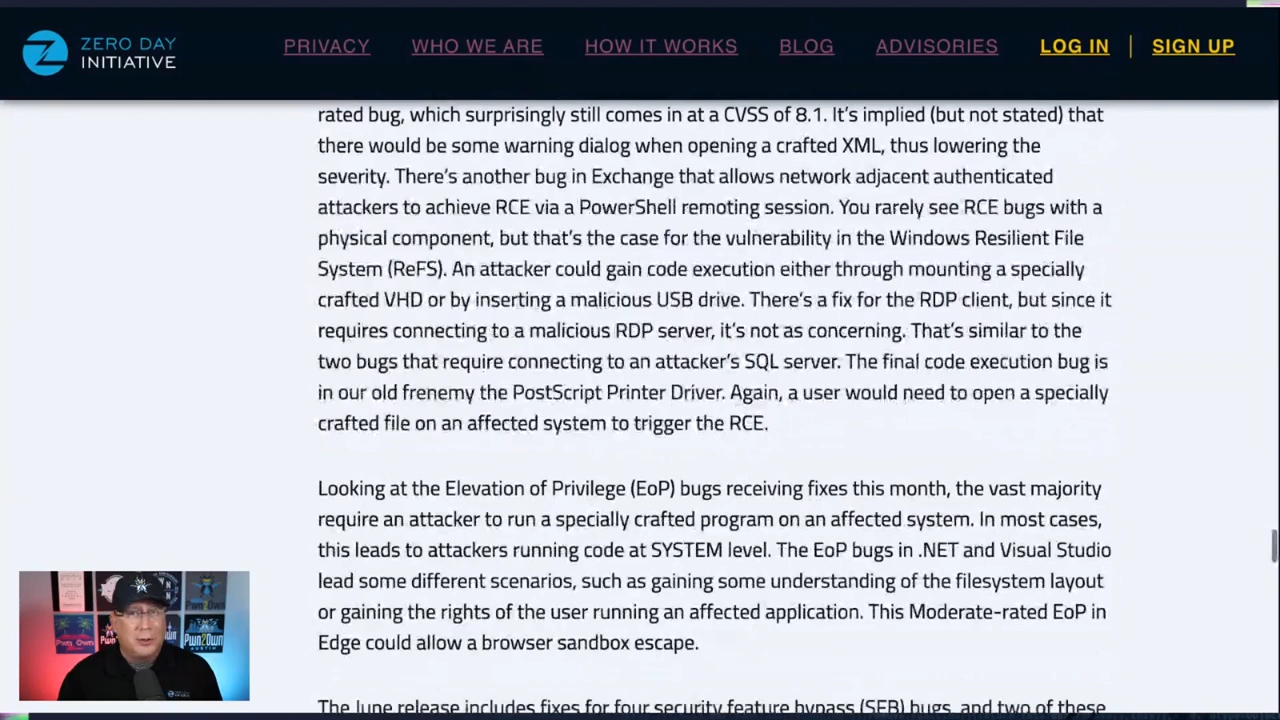 ZERO DAY
INITIATIVE
PRIVACY
WHO WE ARE
HOW IT WORKS
BLOG
ADVISORIES
LOG IN
SIGN UP
rated bug, which surprisingly still comes in at a CVSS of 8.1. It's implied (but not stated) that
there would be some warning dialog when opening a crafted XML, thus lowering the
severity. There's another bug in Exchange that allows network adjacent authenticated
attackers to achieve RCE via a PowerShell remoting session. You rarely see RCE bugs with a
physical component, but that's the case for the vulnerability in the Windows Resilient File
System (ReFS). An attacker could gain code execution either through mounting a specially
crafted VHD or by inserting a malicious USB drive. There's a fix for the RDP client, but since it
requires connecting to a malicious RDP server, it's not as concerning. That's similar to the
two bugs that require connecting to an attacker's SQL server. The final code execution bug is
in our old frenemy the PostScript Printer Driver. Again, a user would need to open a specially
crafted file on an affected system to trigger the RCE.
Looking at the Elevation of Privilege (EoP) bugs receiving fixes this month, the vast majority
require an attacker to run a specially crafted program on an affected system. In most cases,
this leads to attackers running code at SYSTEM level. The EoP bugs in .NET and Visual Studio
lead some different scenarios, such as gaining some understanding of the filesystem layout
or gaining the rights of the user running an affected application. This Moderate-rated EoP in
Edge could allow a browser sandbox escape.
The June release includes fixes for four security feature bypass (SFB) bugs, and two of these
Pwn2Own
Pwn Own
Pwn2Own
AUSTIN